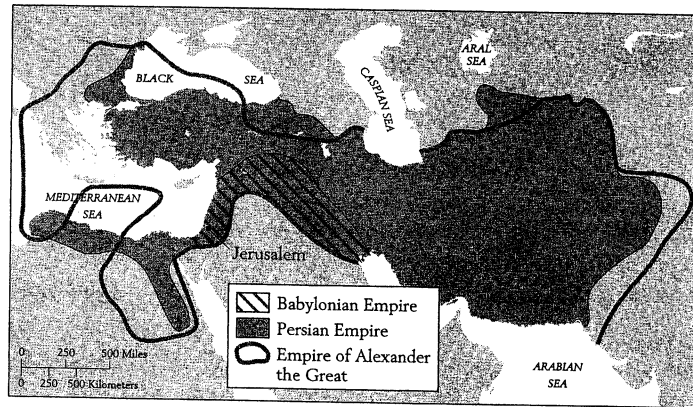 BLACK
SEA
CASPIAN SEA
ARAL
SEA
MEDITERRANEAN
SEA
Jerusalem
Babylonian Empire
Persian Empire
Empire of Alexander
the Great
0 250 500 Miles
0 250 500 Kilometers
ARABIAN
SEA